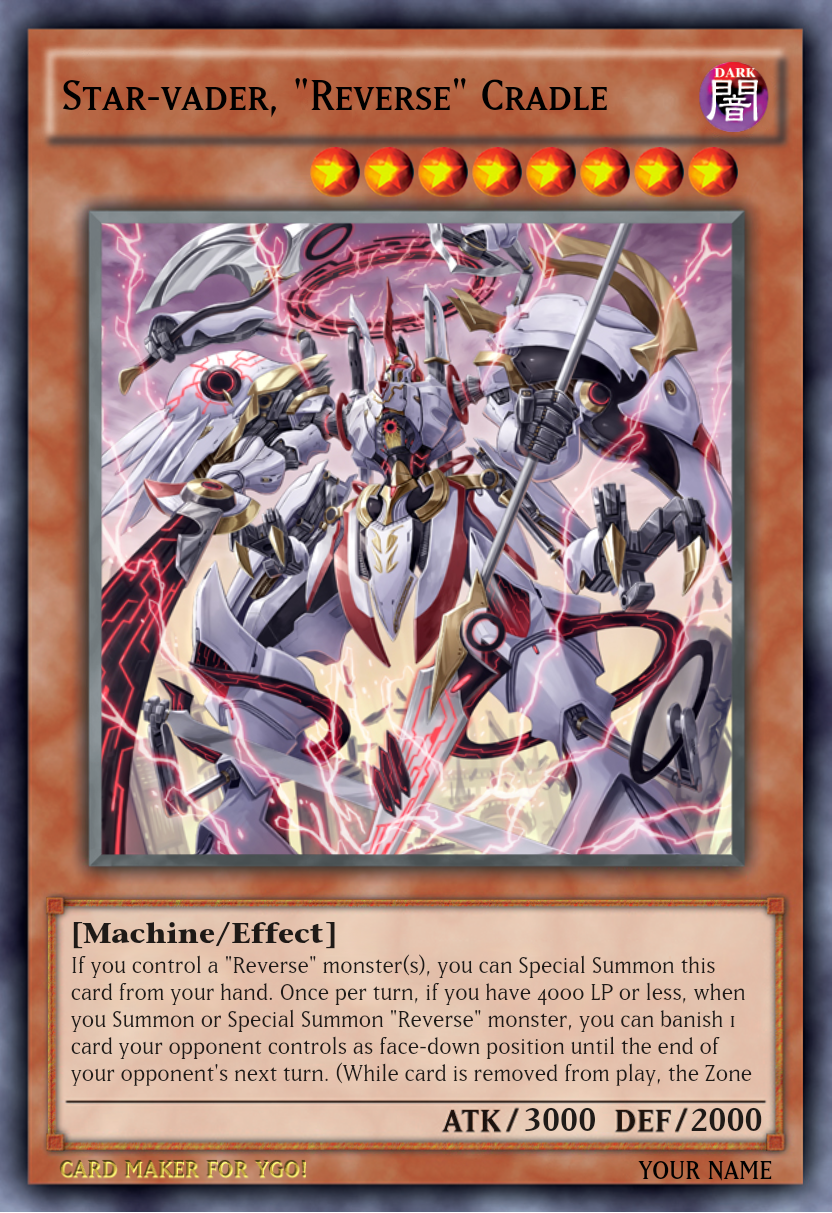 Star-vader, "Reverse" Cradle
DARK
闇
[Machine/Effect]
If you control a "Reverse" monster(s), you can Special Summon this
card from your hand. Once per turn, if you have 4000 LP or less, when
you Summon or Special Summon "Reverse" monster, you can banish 1
card your opponent controls as face-down position until the end of
your opponent's next turn. (While card is removed from play, the Zone
ATK/3000 DEF/2000
CARD MAKER FOR YGO!
YOUR NAME